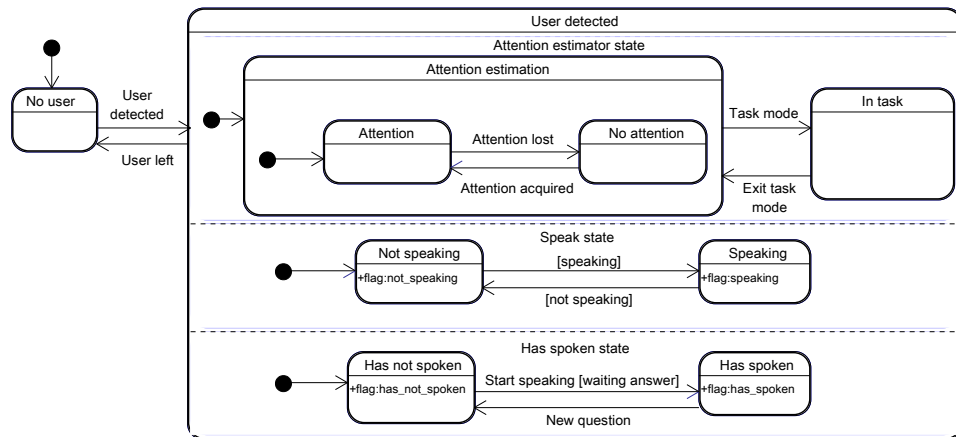 User detected
Attention estimator state
Attention estimation
No user
User
detected
User left
Attention
Attention lost
No attention
Attention acquired
Task mode
In task
Exit task
mode
Speak state
Not speaking
+flag:not_speaking
[speaking]
[not speaking]
Speaking
+flag:speaking
Has spoken state
Has not spoken
+flag:has_not_spoken
Start speaking [waiting answer]
New question
Has spoken
+flag:has_spoken